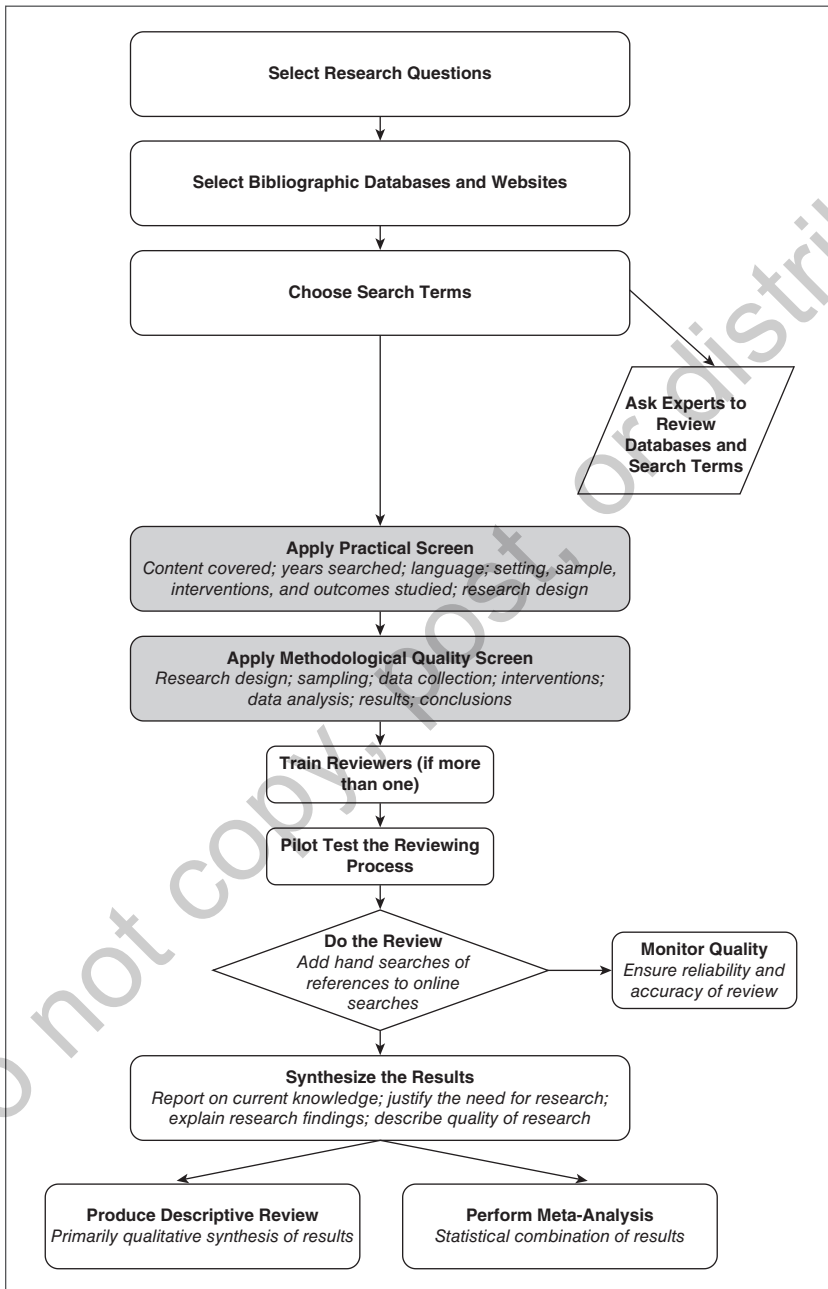 Select Research Questions
Select Bibliographic Databases and Websites
Choose Search Terms
Ask Experts to
Review
Databases and
Search Terms
Apply Practical Screen
Content covered; years searched; language; setting, sample,
interventions, and outcomes studied; research design
Apply Methodological Quality Screen
Research design; sampling; data collection; interventions;
data analysis; results; conclusions
Train Reviewers (if more
than one)
Pilot Test the Reviewing
Process
Do the Review
Add hand searches of
references to online
searches
Monitor Quality
Ensure reliability and
accuracy of review
Synthesize the Results
Report on current knowledge; justify the need for research;
explain research findings; describe quality of research
Produce Descriptive Review
Primarily qualitative synthesis of results
Perform Meta-Analysis
Statistical combination of results
not copy, post, or